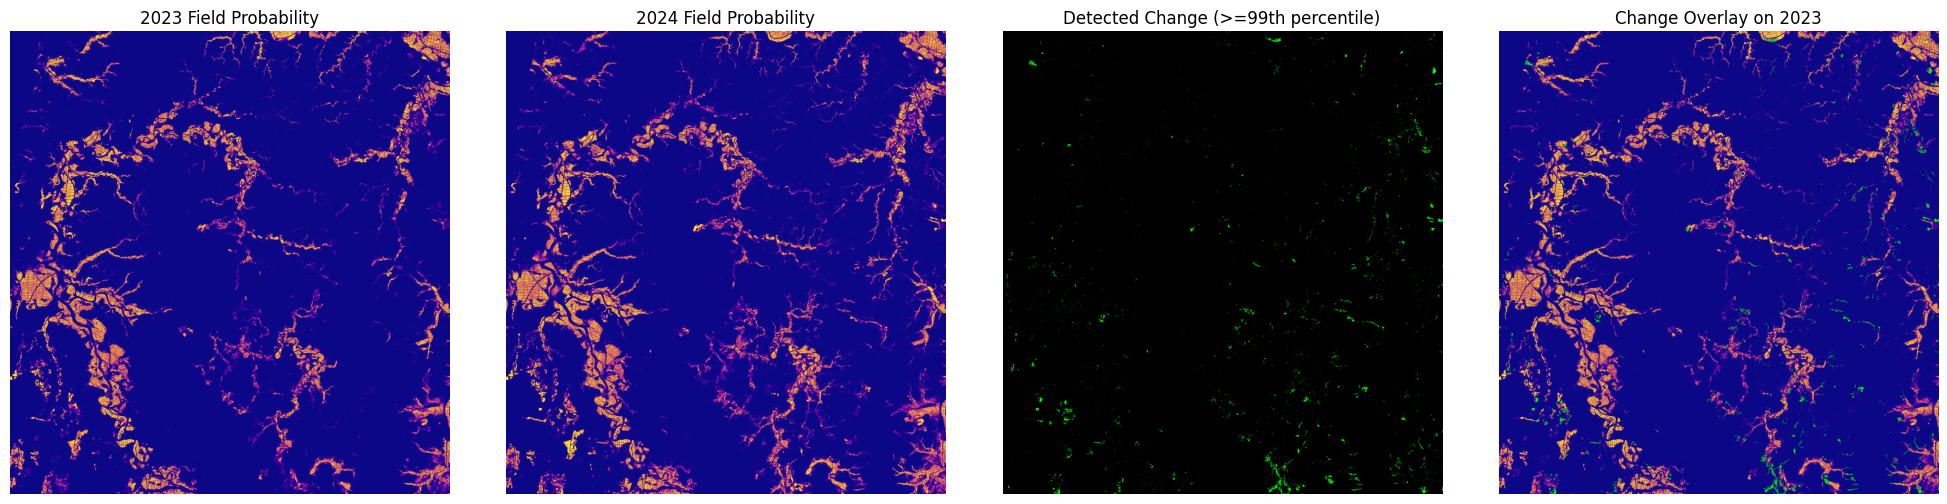 2023 Field Probability
2024 Field Probability
Detected Change (>=99th percentile)
Change Overlay on 2023